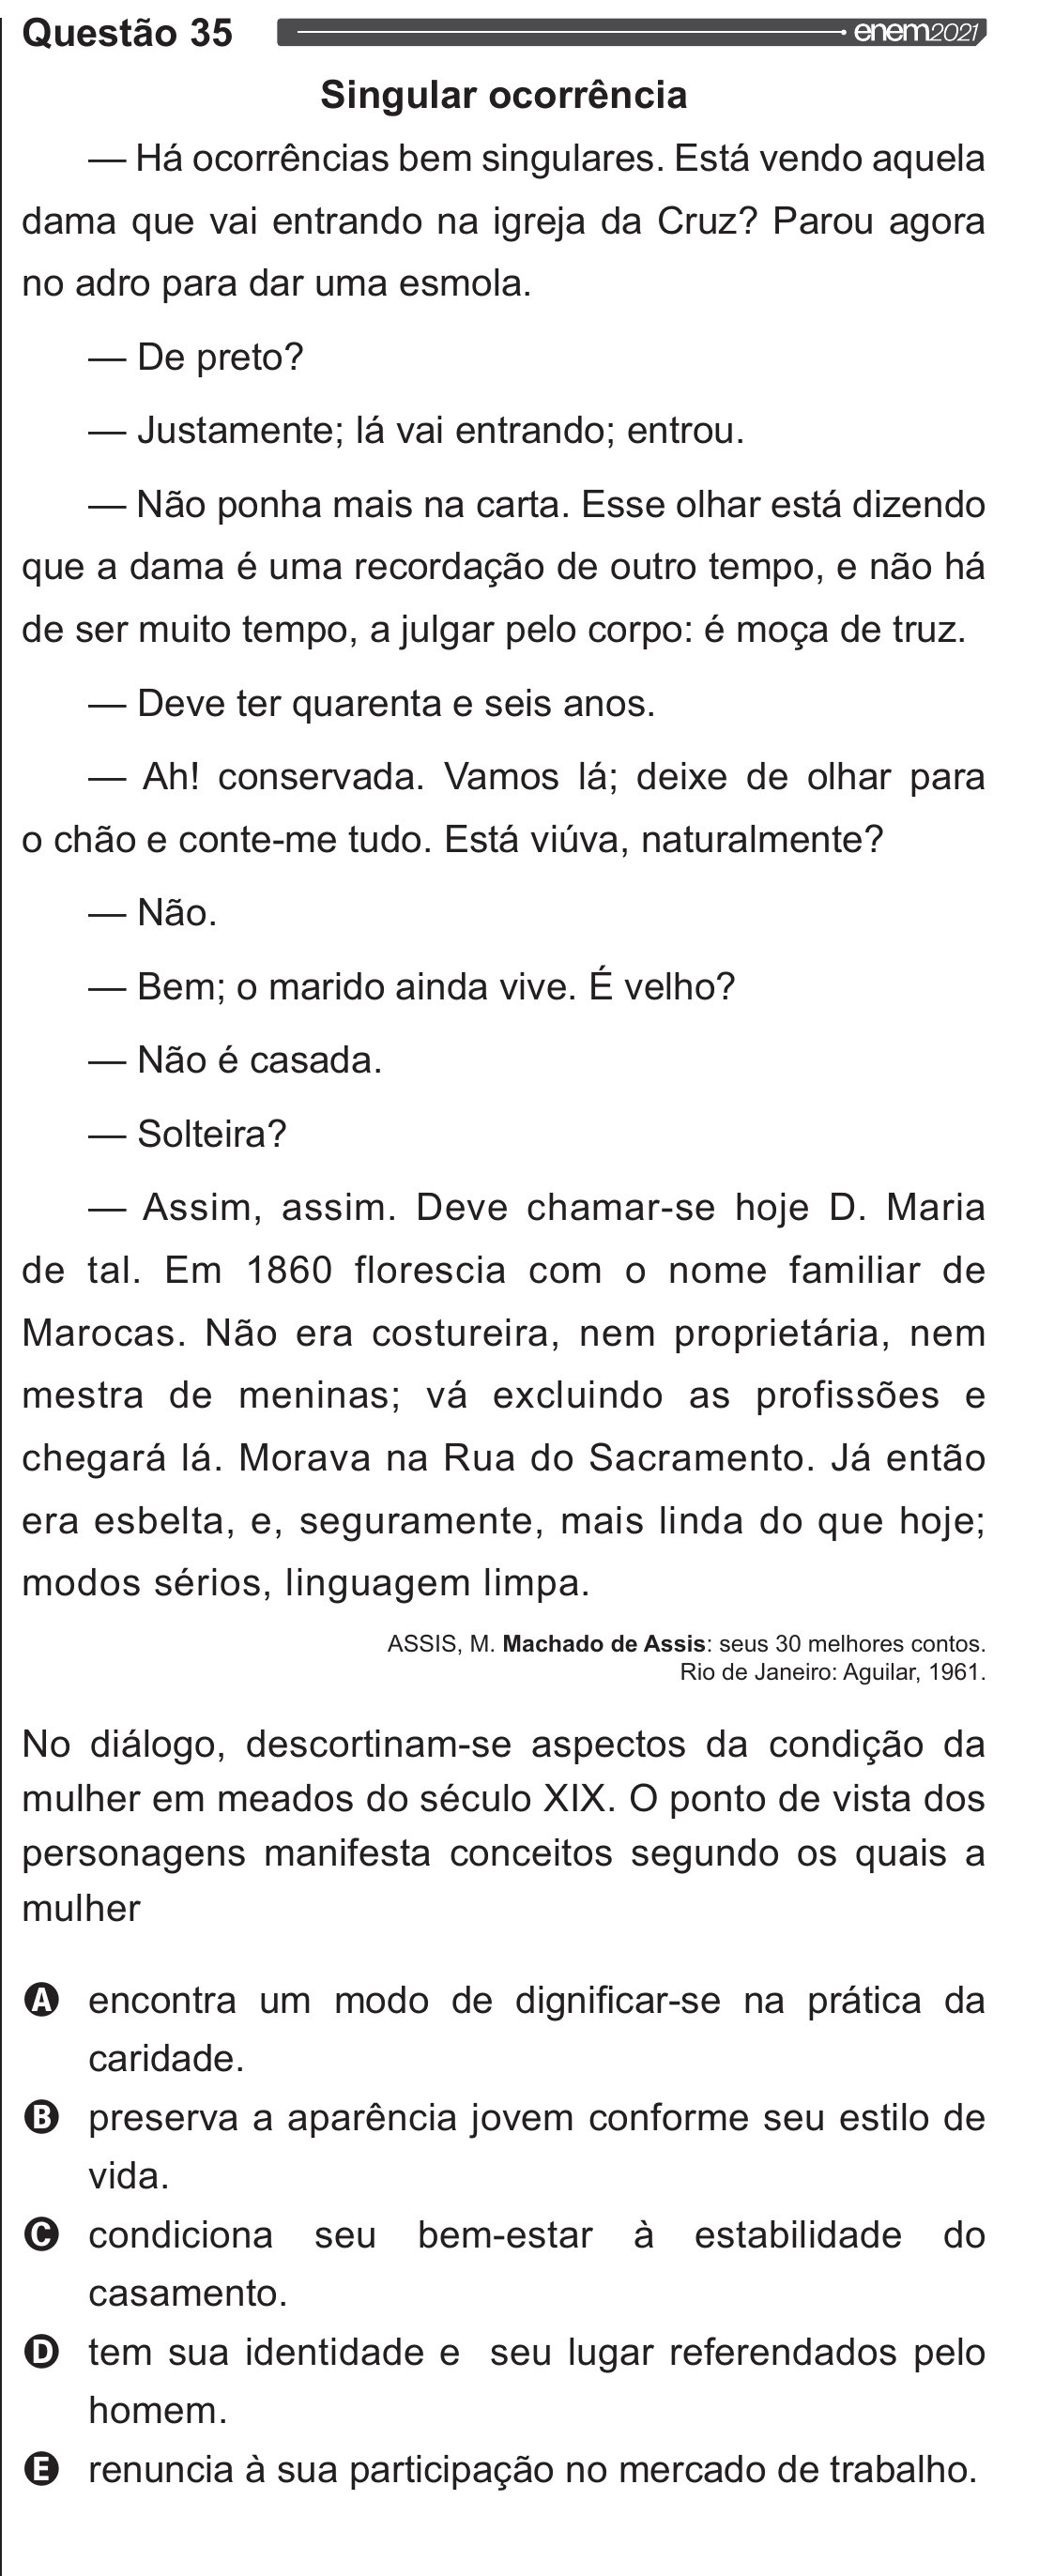 Questão 35
enem2021
Singular ocorrência
— Há ocorrências bem singulares. Está vendo aquela
dama que vai entrando na igreja da Cruz? Parou agora
no adro para dar uma esmola.
— De preto?
— Justamente; lá vai entrando; entrou.
— Não ponha mais na carta. Esse olhar está dizendo
que a dama é uma recordação de outro tempo, e não há
de ser muito tempo, a julgar pelo corpo: é moça de truz.
— Deve ter quarenta e seis anos.
— Ah! conservada. Vamos lá; deixe de olhar para
o chão e conte-me tudo. Está viúva, naturalmente?
— Não.
— Bem; o marido ainda vive. É velho?
— Não é casada.
— Solteira?
— Assim, assim. Deve chamar-se hoje D. Maria
de tal. Em 1860 florescia com o nome familiar de
Marocas. Não era costureira, nem proprietária, nem
mestra de meninas; vá excluindo as profissões e
chegará lá. Morava na Rua do Sacramento. Já então
era esbelta, e, seguramente, mais linda do que hoje;
modos sérios, linguagem limpa.
ASSIS, M. Machado de Assis: seus 30 melhores contos.
Rio de Janeiro: Aguilar, 1961.
No diálogo, descortinam-se aspectos da condição da
mulher em meados do século XIX. O ponto de vista dos
personagens manifesta conceitos segundo os quais a
mulher
A encontra um modo de dignificar-se na prática da
caridade.
B preserva a aparência jovem conforme seu estilo de
vida.
C condiciona seu bem-estar à estabilidade do
casamento.
D tem sua identidade e seu lugar referendados pelo
homem.
E renuncia à sua participação no mercado de trabalho.